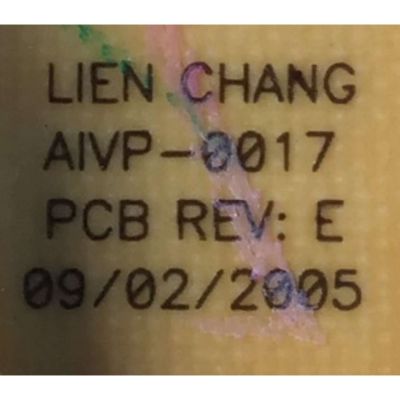 LIEN CHANG
AIVP-0017
PCB REV: E
09/02/2005